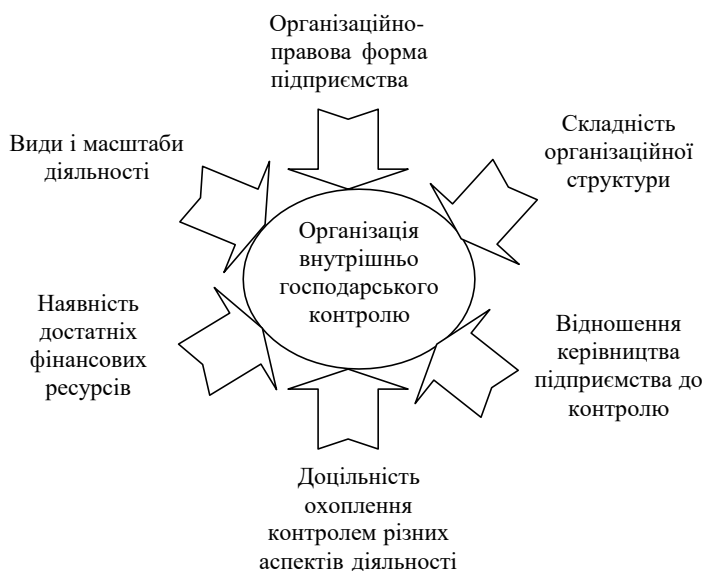 Організаційно-
правова форма
підприємства
Види і масштаби
діяльності
Складність
організаційної
структури
Організація
внутрішньо
господарського
контролю
Наявність
достатніх
фінансових
ресурсів
Відношення
керівництва
підприємства до
контролю
Доцільність
охоплення
контролем різних
аспектів діяльності